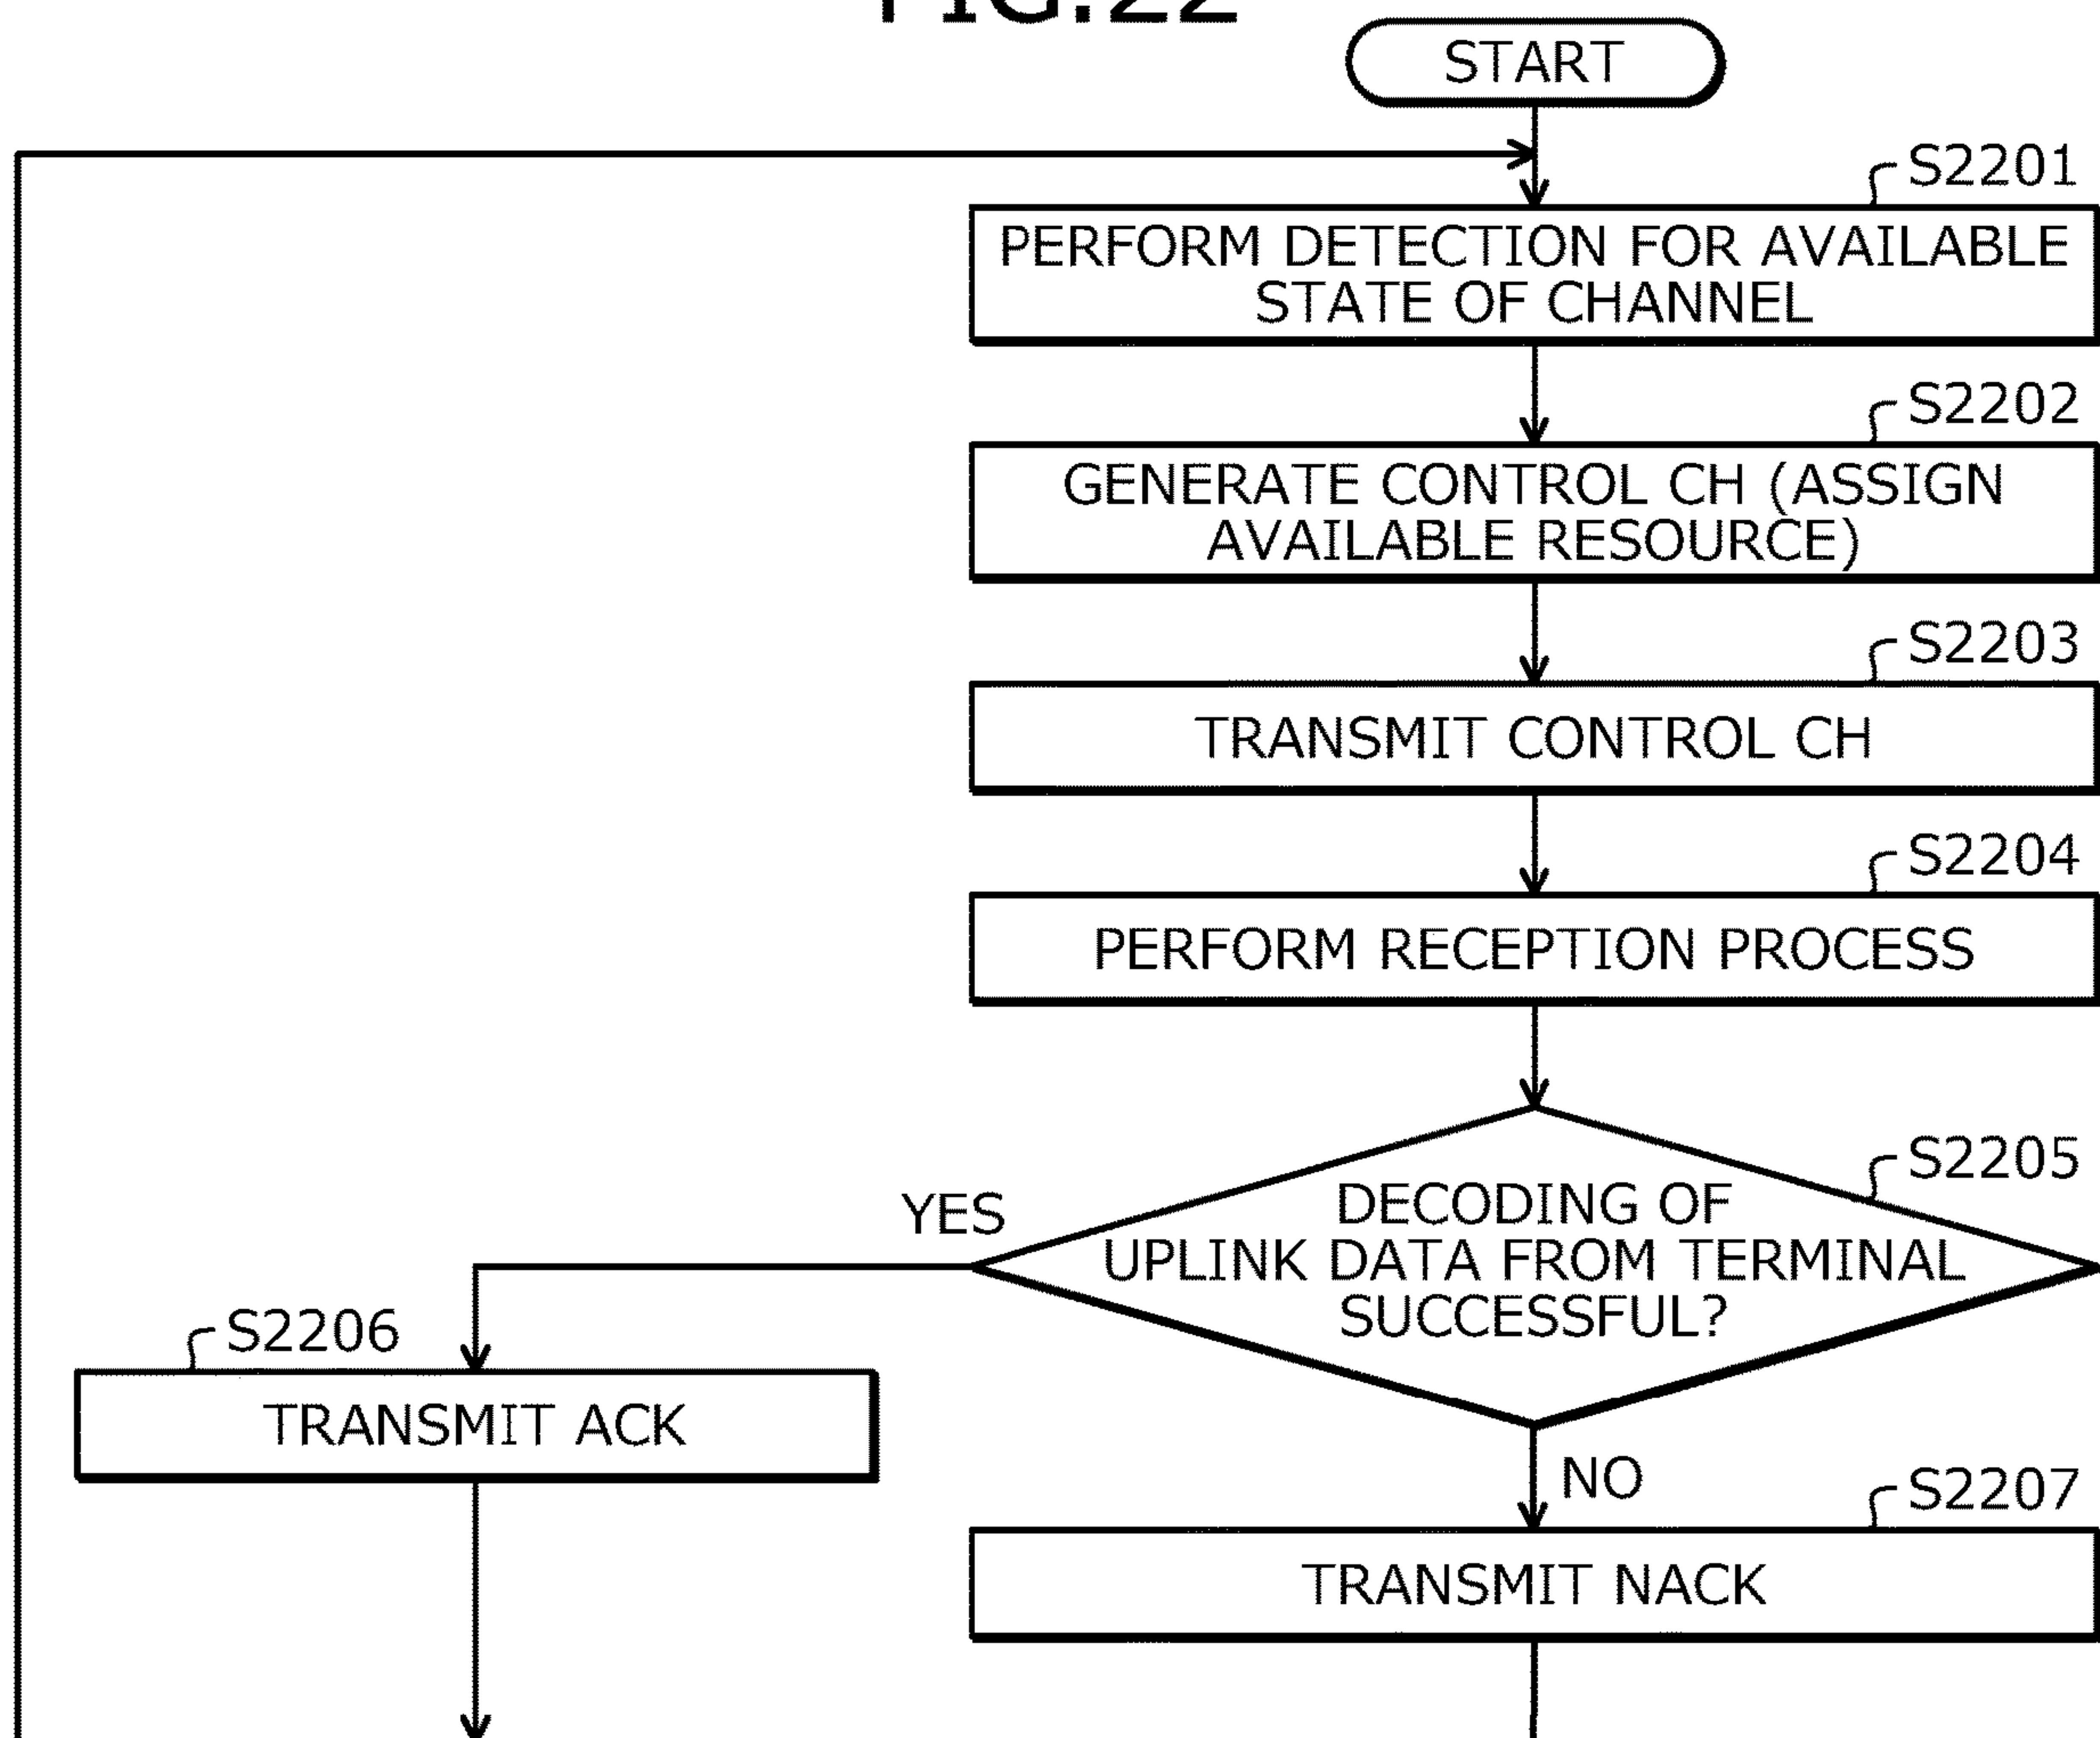 FIG.22
START
S2201
PERFORM DETECTION FOR AVAILABLE
STATE OF CHANNEL
S2202
GENERATE CONTROL CH (ASSIGN
AVAILABLE RESOURCE)
S2203
TRANSMIT CONTROL CH
S2204
PERFORM RECEPTION PROCESS
S2205
DECODING OF
UPLINK DATA FROM TERMINAL
SUCCESSFUL?
YES
S2206
TRANSMIT ACK
NO
S2207
TRANSMIT NACK